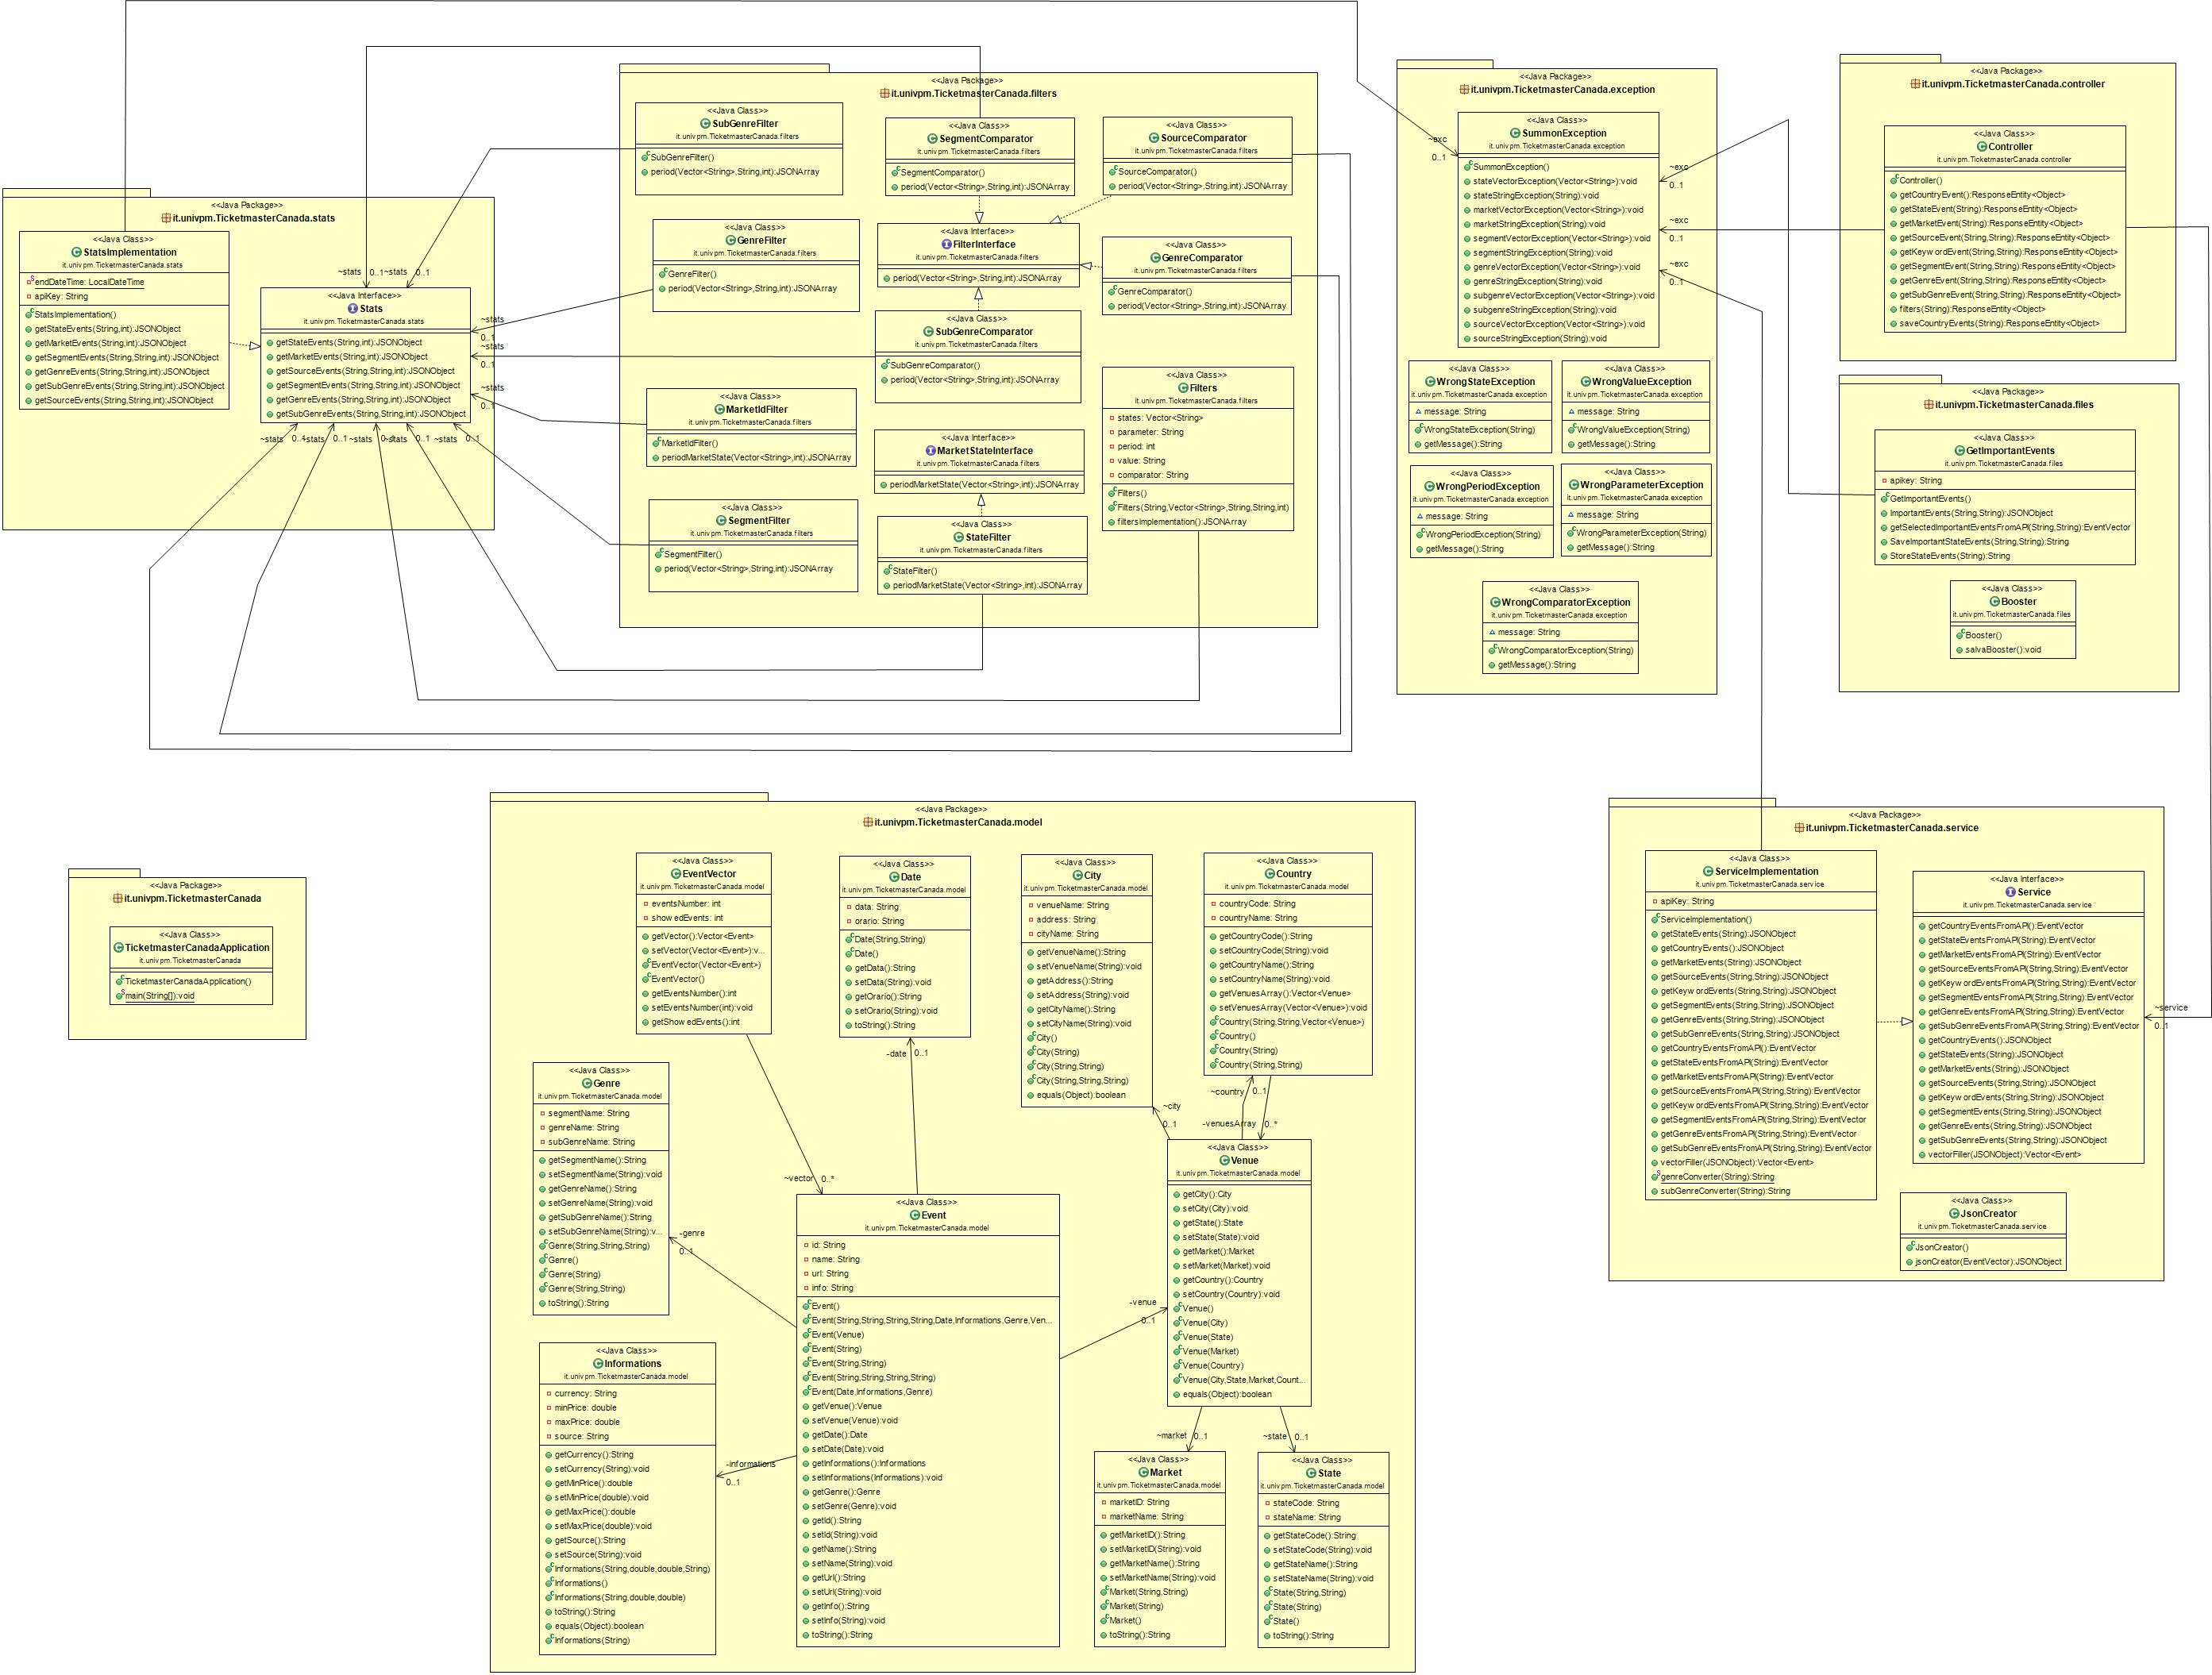 <<Java Package>>
it.univpm.TicketmasterCanada.stats
<<Java Class>>
StatsImplementation
it.univpm.TicketmasterCanada.stats
endDateTime: LocalDateTime
apiKey: String
StatsImplementation()
getStateEvents(String,int):JSONObject
getMarketEvents(String,int):JSONObject
getSegmentEvents(String,String,int):JSONObject
getGenreEvents(String,String,int):JSONObject
getSubGenreEvents(String,String,int):JSONObject
getSourceEvents(String,String,int):JSONObject
<<Java Interface>>
Stats
it.univpm.TicketmasterCanada.stats
getStateEvents(String,int):JSONObject
getMarketEvents(String,int):JSONObject
getSourceEvents(String,String,int):JSONObject
getSegmentEvents(String,String,int):JSONObject
getGenreEvents(String,String,int):JSONObject
getSubGenreEvents(String,String,int):JSONObject
~stats 0..1 ~stats 0..1
~stats
0..1
~stats
0..1
~stats
0..1
~stats 0..1 ~stats 0..1 ~stats 0..1 ~stats 0..1 ~stats 0..1
<<Java Package>>
it.univpm.TicketmasterCanada.filters
<<Java Class>>
SubGenreFilter
it.univpm.TicketmasterCanada.filters
SubGenreFilter()
period(Vector<String>,String,int):JSONArray
<<Java Class>>
SegmentComparator
it.univpm.TicketmasterCanada.filters
SegmentComparator()
period(Vector<String>,String,int):JSONArray
<<Java Class>>
SourceComparator
it.univpm.TicketmasterCanada.filters
SourceComparator()
period(Vector<String>,String,int):JSONArray
<<Java Class>>
GenreFilter
it.univpm.TicketmasterCanada.filters
GenreFilter()
period(Vector<String>,String,int):JSONArray
<<Java Interface>>
FilterInterface
it.univpm.TicketmasterCanada.filters
period(Vector<String>,String,int):JSONArray
<<Java Class>>
GenreComparator
it.univpm.TicketmasterCanada.filters
GenreComparator()
period(Vector<String>,String,int):JSONArray
<<Java Class>>
SubGenreComparator
it.univpm.TicketmasterCanada.filters
SubGenreComparator()
period(Vector<String>,String,int):JSONArray
<<Java Class>>
Filters
it.univpm.TicketmasterCanada.filters
states: Vector<String>
parameter: String
period: int
value: String
comparator: String
Filters()
Filters(String,Vector<String>,String,String,int)
filtersImplementation():JSONArray
<<Java Class>>
MarketIdFilter
it.univpm.TicketmasterCanada.filters
MarketIdFilter()
periodMarketState(Vector<String>,int):JSONArray
<<Java Interface>>
MarketStateInterface
it.univpm.TicketmasterCanada.filters
periodMarketState(Vector<String>,int):JSONArray
<<Java Class>>
SegmentFilter
it.univpm.TicketmasterCanada.filters
SegmentFilter()
period(Vector<String>,String,int):JSONArray
<<Java Class>>
StateFilter
it.univpm.TicketmasterCanada.filters
StateFilter()
periodMarketState(Vector<String>,int):JSONArray
<<Java Package>>
it.univpm.TicketmasterCanada.exception
~exc
0..1
<<Java Class>>
SummonException
it.univpm.TicketmasterCanada.exception
SummonException()
stateVectorException(Vector<String>):void
stateStringException(String):void
marketVectorException(Vector<String>):void
marketStringException(String):void
segmentVectorException(Vector<String>):void
segmentStringException(String):void
genreVectorException(Vector<String>):void
genreStringException(String):void
subgenreVectorException(Vector<String>):void
subgenreStringException(String):void
sourceVectorException(Vector<String>):void
sourceStringException(String):void
~exc
0..1
~exc
0..1
~exc
0..1
<<Java Class>>
WrongStateException
it.univpm.TicketmasterCanada.exception
message: String
WrongStateException(String)
getMessage():String
<<Java Class>>
WrongValueException
it.univpm.TicketmasterCanada.exception
message: String
WrongValueException(String)
getMessage():String
<<Java Class>>
WrongPeriodException
it.univpm.TicketmasterCanada.exception
message: String
WrongPeriodException(String)
getMessage():String
<<Java Class>>
WrongParameterException
it.univpm.TicketmasterCanada.exception
message: String
WrongParameterException(String)
getMessage():String
<<Java Class>>
WrongComparatorException
it.univpm.TicketmasterCanada.exception
message: String
WrongComparatorException(String)
getMessage():String
<<Java Package>>
it.univpm.TicketmasterCanada.controller
<<Java Class>>
Controller
it.univpm.TicketmasterCanada.controller
Controller()
getCountryEvent():ResponseEntity<Object>
getStateEvent(String):ResponseEntity<Object>
getMarketEvent(String):ResponseEntity<Object>
getSourceEvent(String,String):ResponseEntity<Object>
getKeywordEvent(String,String):ResponseEntity<Object>
getSegmentEvent(String,String):ResponseEntity<Object>
getGenreEvent(String,String):ResponseEntity<Object>
getSubGenreEvent(String,String):ResponseEntity<Object>
filters(String):ResponseEntity<Object>
saveCountryEvents(String):ResponseEntity<Object>
<<Java Package>>
it.univpm.TicketmasterCanada.files
<<Java Class>>
GetImportantEvents
it.univpm.TicketmasterCanada.files
apikey: String
GetImportantEvents()
ImportantEvents(String,String):JSONObject
getSelectedImportantEventsFromAPI(String,String):EventVector
SaveImportantStateEvents(String,String):String
StoreStateEvents(String):String
<<Java Class>>
Booster
it.univpm.TicketmasterCanada.files
Booster()
salvaBooster():void
<<Java Package>>
it.univpm.TicketmasterCanada
<<Java Class>>
TicketmasterCanadaApplication
it.univpm.TicketmasterCanada
TicketmasterCanadaApplication()
main(String[]):void
<<Java Package>>
it.univpm.TicketmasterCanada.model
<<Java Class>>
EventVector
it.univpm.TicketmasterCanada.model
eventsNumber: int
showedEvents: int
getVector():Vector<Event>
setVector(Vector<Event>):v...
EventVector(Vector<Event>)
EventVector()
getEventsNumber():int
setEventsNumber(int):void
getShowedEvents():int
<<Java Class>>
Date
it.univpm.TicketmasterCanada.model
data: String
orario: String
Date(String,String)
Date()
getData():String
setData(String):void
getOrario():String
setOrario(String):void
toString():String
<<Java Class>>
City
it.univpm.TicketmasterCanada.model
venueName: String
address: String
cityName: String
getVenueName():String
setVenueName(String):void
getAddress():String
setAddress(String):void
getCityName():String
setCityName(String):void
City()
City(String)
City(String,String)
City(String,String,String)
equals(Object):boolean
<<Java Class>>
Country
it.univpm.TicketmasterCanada.model
countryCode: String
countryName: String
getCountryCode():String
setCountryCode(String):void
getCountryName():String
setCountryName(String):void
getVenuesArray():Vector<Venue>
setVenuesArray(Vector<Venue>):void
Country(String,String,Vector<Venue>)
Country()
Country(String)
Country(String,String)
-date 0..1
~country 0..1
~city
0..1
-venuesArray 0..*
<<Java Class>>
Genre
it.univpm.TicketmasterCanada.model
segmentName: String
genreName: String
subGenreName: String
getSegmentName():String
setSegmentName(String):void
getGenreName():String
setGenreName(String):void
getSubGenreName():String
setSubGenreName(String):v...
Genre(String,String,String)
Genre()
Genre(String)
Genre(String,String)
toString():String
~vector 0..*
-genre
0..1
<<Java Class>>
Event
it.univpm.TicketmasterCanada.model
id: String
name: String
url: String
info: String
Event()
Event(String,String,String,String,Date,Informations,Genre,Ven...
Event(Venue)
Event(String)
Event(String,String)
Event(String,String,String,String)
Event(Date,Informations,Genre)
getVenue():Venue
setVenue(Venue):void
getDate():Date
setDate(Date):void
getInformations():Informations
setInformations(Informations):void
getGenre():Genre
setGenre(Genre):void
getId():String
setId(String):void
getName():String
setName(String):void
getUrl():String
setUrl(String):void
getInfo():String
setInfo(String):void
toString():String
-venue
0..1
<<Java Class>>
Venue
it.univpm.TicketmasterCanada.model
getCity():City
setCity(City):void
getState():State
setState(State):void
getMarket():Market
setMarket(Market):void
getCountry():Country
setCountry(Country):void
Venue()
Venue(City)
Venue(State)
Venue(Market)
Venue(Country)
Venue(City,State,Market,Count...
equals(Object):boolean
<<Java Class>>
Informations
it.univpm.TicketmasterCanada.model
currency: String
minPrice: double
maxPrice: double
source: String
getCurrency():String
setCurrency(String):void
getMinPrice():double
setMinPrice(double):void
getMaxPrice():double
setMaxPrice(double):void
getSource():String
setSource(String):void
Informations(String,double,double,String)
Informations()
Informations(String,double,double)
toString():String
equals(Object):boolean
Informations(String)
-informations
0..1
~market 0..1
~state 0..1
<<Java Class>>
Market
it.univpm.TicketmasterCanada.model
marketID: String
marketName: String
getMarketID():String
setMarketID(String):void
getMarketName():String
setMarketName(String):void
Market(String,String)
Market(String)
Market()
toString():String
<<Java Class>>
State
it.univpm.TicketmasterCanada.model
stateCode: String
stateName: String
getStateCode():String
setStateCode(String):void
getStateName():String
setStateName(String):void
State(String,String)
State(String)
State()
toString():String
<<Java Package>>
it.univpm.TicketmasterCanada.service
<<Java Class>>
ServiceImplementation
it.univpm.TicketmasterCanada.service
apiKey: String
ServiceImplementation()
getStateEvents(String):JSONObject
getCountryEvents():JSONObject
getMarketEvents(String):JSONObject
getSourceEvents(String,String):JSONObject
getKeywordEvents(String,String):JSONObject
getSegmentEvents(String,String):JSONObject
getGenreEvents(String,String):JSONObject
getSubGenreEvents(String,String):JSONObject
getCountryEventsFromAPI():EventVector
getStateEventsFromAPI(String):EventVector
getMarketEventsFromAPI(String):EventVector
getSourceEventsFromAPI(String,String):EventVector
getKeywordEventsFromAPI(String,String):EventVector
getSegmentEventsFromAPI(String,String):EventVector
getGenreEventsFromAPI(String,String):EventVector
getSubGenreEventsFromAPI(String,String):EventVector
vectorFiller(JSONObject):Vector<Event>
genreConverter(String):String
subGenreConverter(String):String
<<Java Interface>>
Service
it.univpm.TicketmasterCanada.service
getCountryEventsFromAPI():EventVector
getStateEventsFromAPI(String):EventVector
getMarketEventsFromAPI(String):EventVector
getSourceEventsFromAPI(String,String):EventVector
getKeywordEventsFromAPI(String,String):EventVector
getSegmentEventsFromAPI(String,String):EventVector
getGenreEventsFromAPI(String,String):EventVector
getSubGenreEventsFromAPI(String,String):EventVector
getCountryEvents():JSONObject
getStateEvents(String):JSONObject
getMarketEvents(String):JSONObject
getSourceEvents(String,String):JSONObject
getKeywordEvents(String,String):JSONObject
getSegmentEvents(String,String):JSONObject
getGenreEvents(String,String):JSONObject
getSubGenreEvents(String,String):JSONObject
vectorFiller(JSONObject):Vector<Event>
~service
0..1
<<Java Class>>
JsonCreator
it.univpm.TicketmasterCanada.service
JsonCreator()
jsonCreator(EventVector):JSONObject